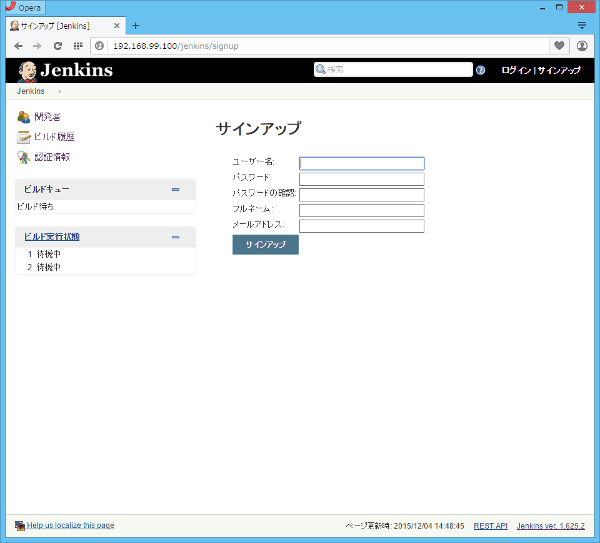 Opera
サインアップ [Jenkins]
192.168.99.100/jenkins/signup
Jenkins
検索
ログイン | サインアップ
Jenkins
開発者
ビルド履歴
認証情報
ビルドキュー
ビルド待ち
ビルド実行状態
1 待機中
2 待機中
サインアップ
ユーザー名:
パスワード:
パスワードの確認:
フルネーム:
メールアドレス:
サインアップ
Help us localize this page
ページ更新時: 2015/12/04 14:48:45
REST API
Jenkins ver. 1.625.2